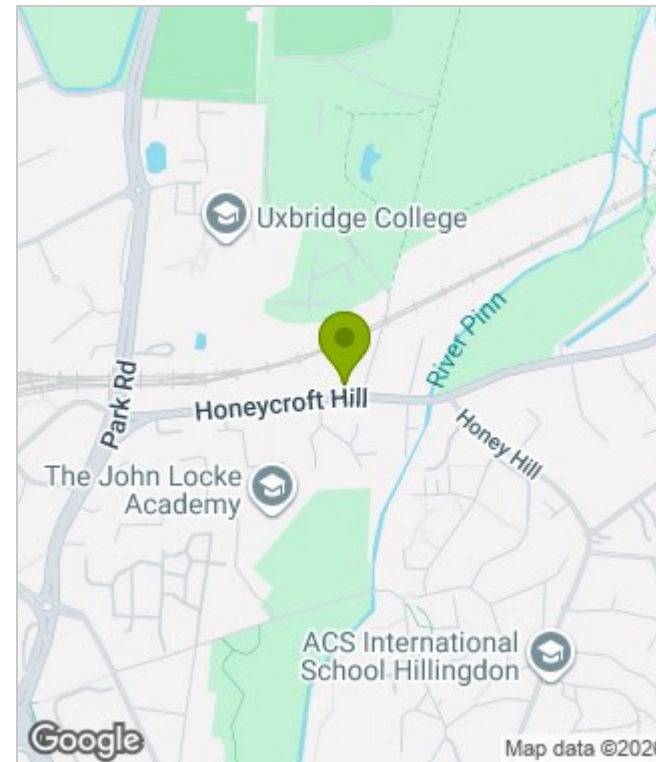 Uxbridge College
River Pinn
Park Rd
Honeycroft Hill
Honey Hill
The John Locke
Academy
ACS International
School Hillingdon
Google
Map data ©2026